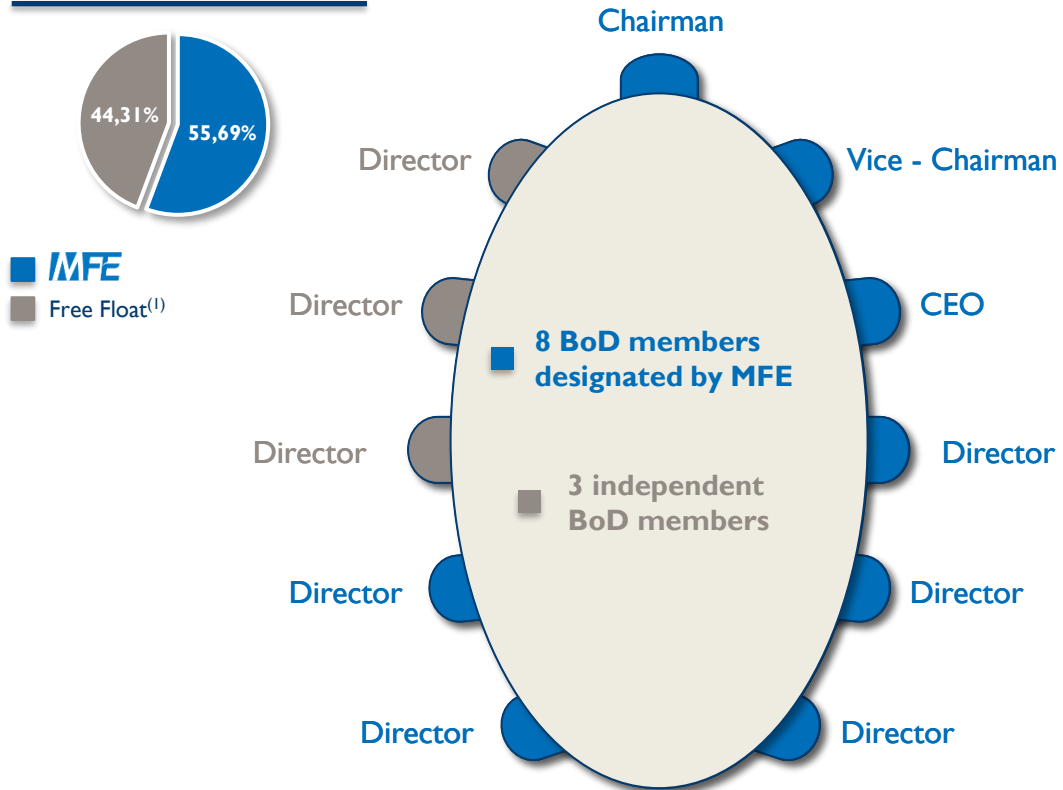 Chairman
44,31%
55,69%
Director
Vice - Chairman
MFE
Free Float(1)
Director
CEO
8 BoD members
designated by MFE
Director
Director
3 independent
BoD members
Director
Director
Director
Director